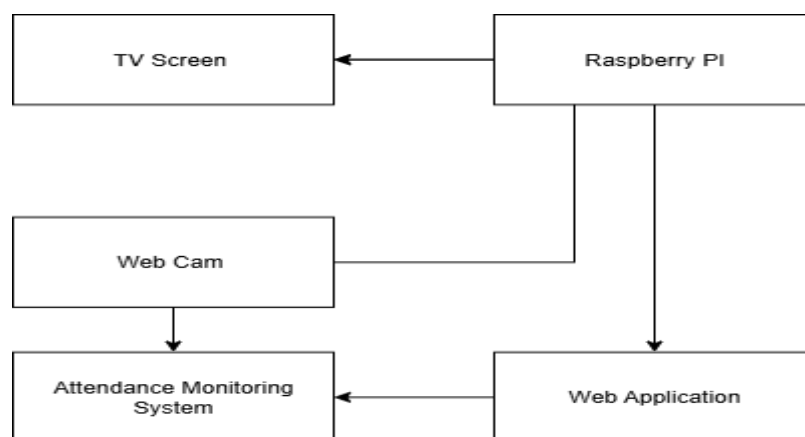 TV Screen
Raspberry PI
Web Cam
Attendance Monitoring
System
Web Application